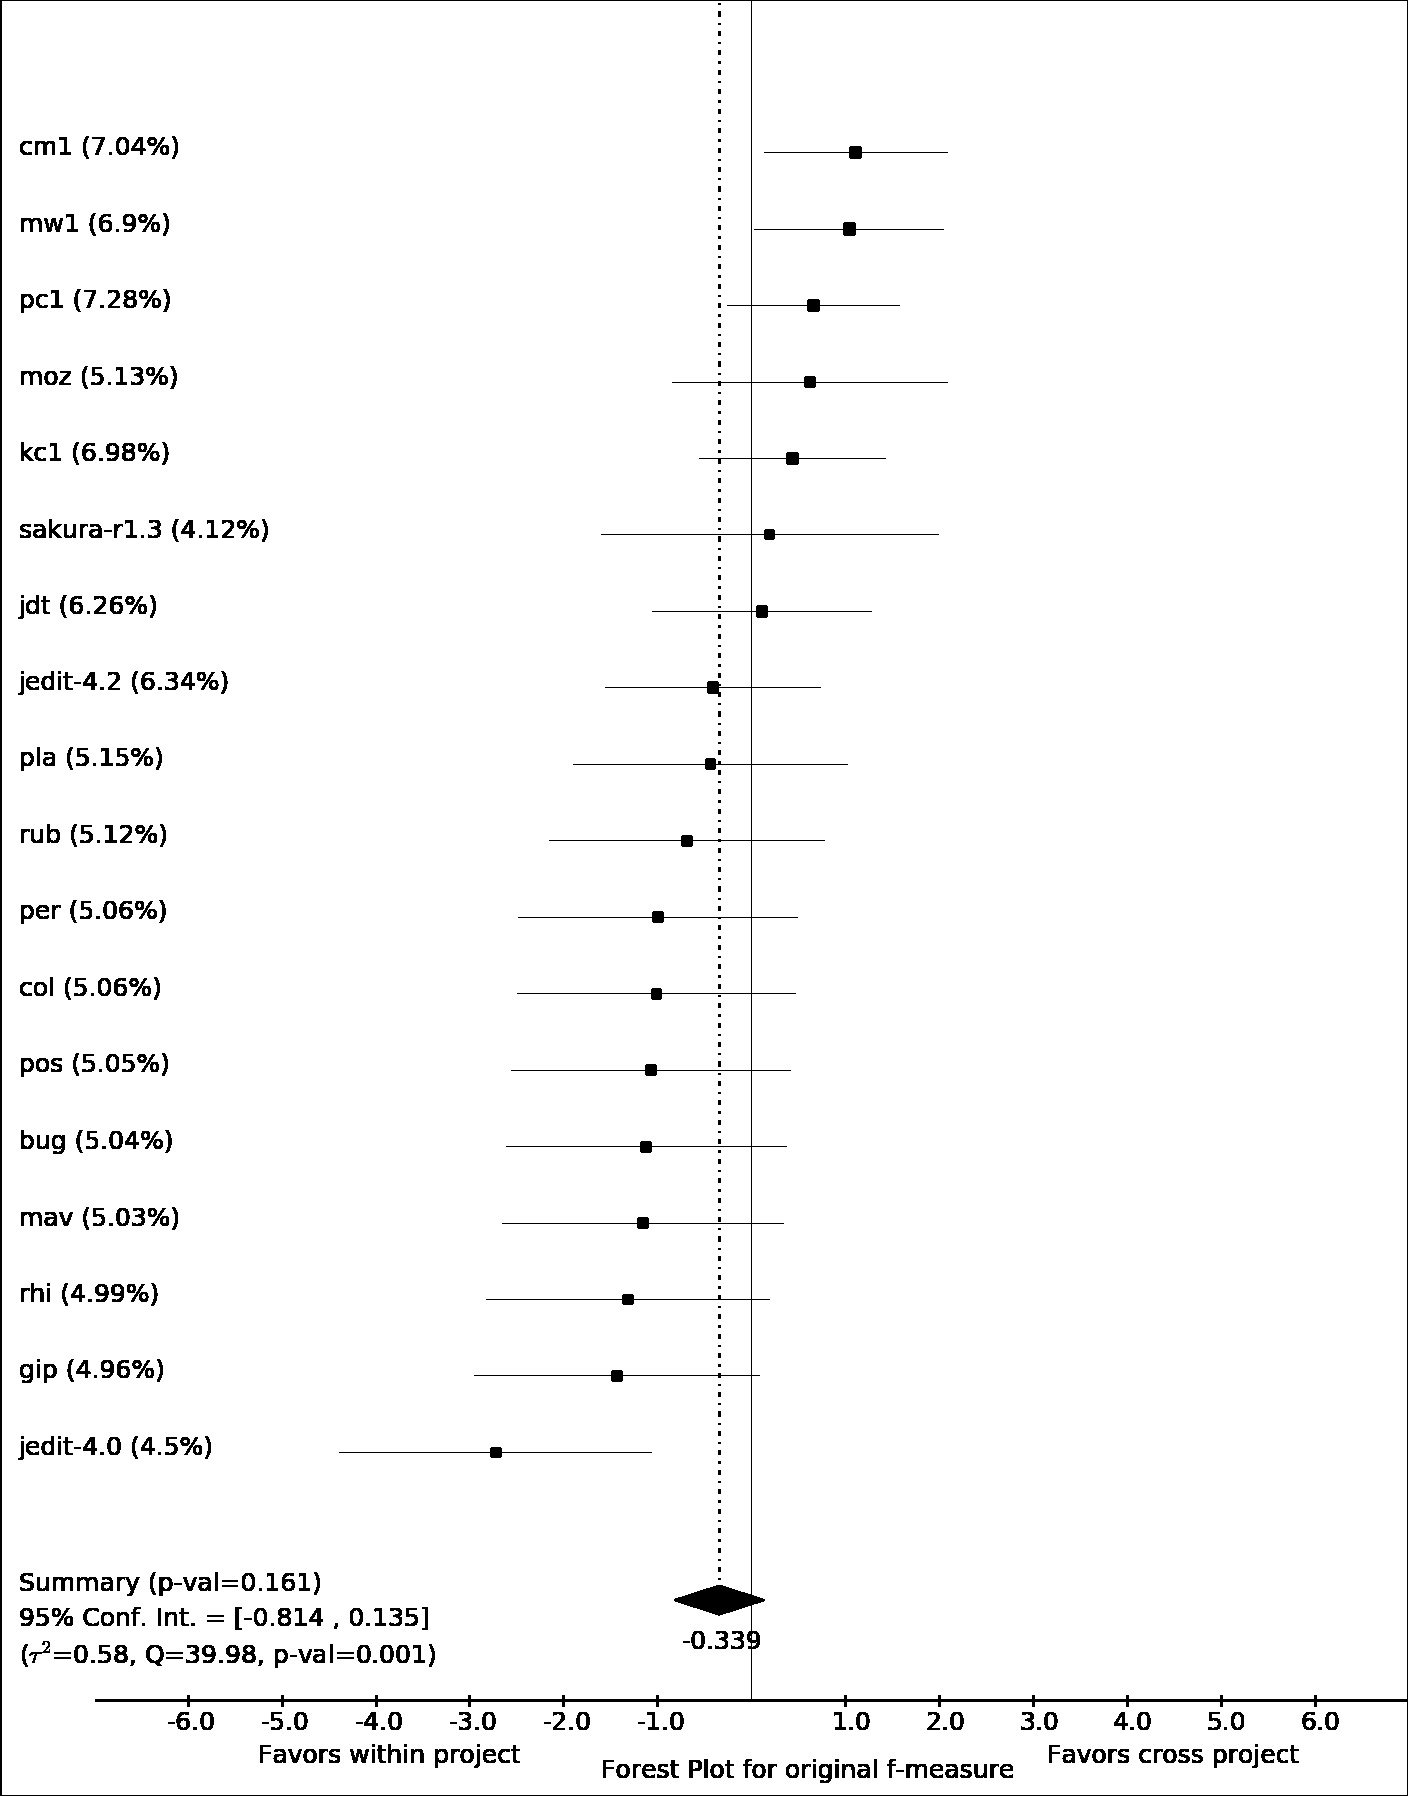 cm1 (7.04%)
mw1 (6.9%)
pc1 (7.28%)
moz (5.13%)
kc1 (6.98%)
sakura-r1.3 (4.12%)
jdt (6.26%)
jedit-4.2 (6.34%)
pla (5.15%)
rub (5.12%)
per (5.06%)
col (5.06%)
pos (5.05%)
bug (5.04%)
mav (5.03%)
rhi (4.99%)
gip (4.96%)
jedit-4.0 (4.5%)
Summary (p-val=0.161)
95% Conf. Int. = [-0.814 , 0.135]
-0.339
(τ²=0.58, Q=39.98, p-val=0.001)
-6.0 -5.0 -4.0 -3.0 -2.0 -1.0 1.0 2.0 3.0 4.0 5.0 6.0
Favors within project Favors cross project
Forest Plot for original f-measure